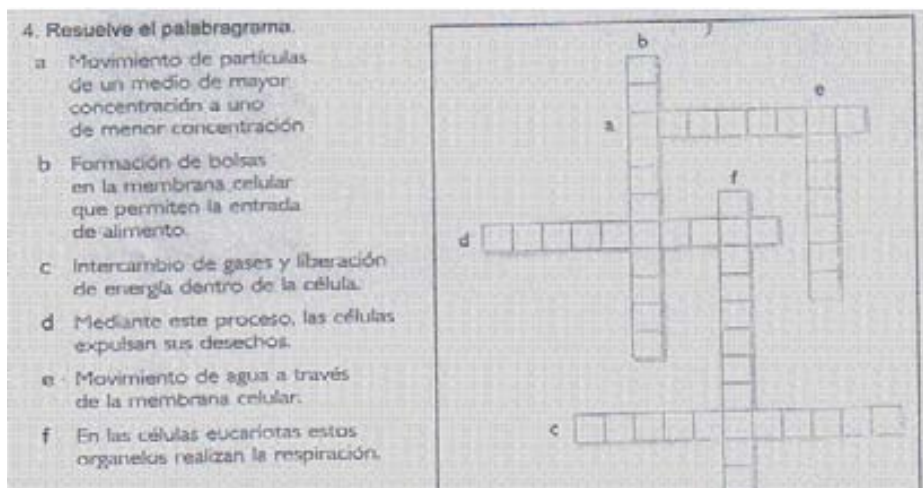 4. Resuelve el palabragrama.
a Movimiento de partículas
de un medio de mayor
concentración a uno
de menor concentración
b Formación de bolsas
en la membrana celular
que permiten la entrada
de alimento.
c Intercambio de gases y liberación
de energía dentro de la célula.
d Mediante este proceso, las células
expulsan sus desechos.
e Movimiento de agua a través
de la membrana celular.
f En las células eucariotas estos
organelos realizan la respiración.
b
e
a
f
d
c